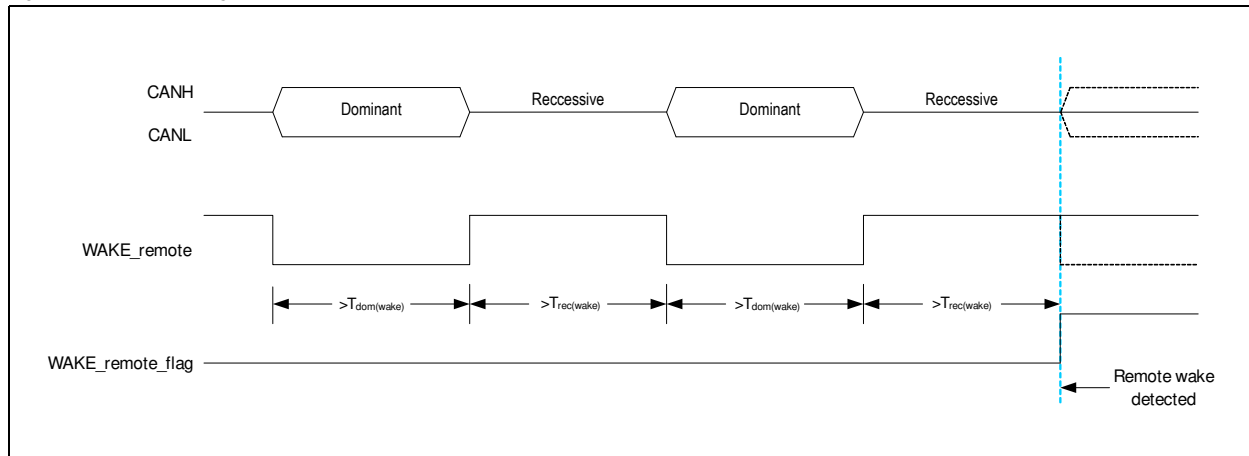 CANH
Dominant
Reccessive
Dominant
Reccessive
CANL
WAKE_remote
>Tdom(wake)
>Trec(wake)
>Tdom(wake)
>Trec(wake)
WAKE_remote_flag
Remote wake
detected